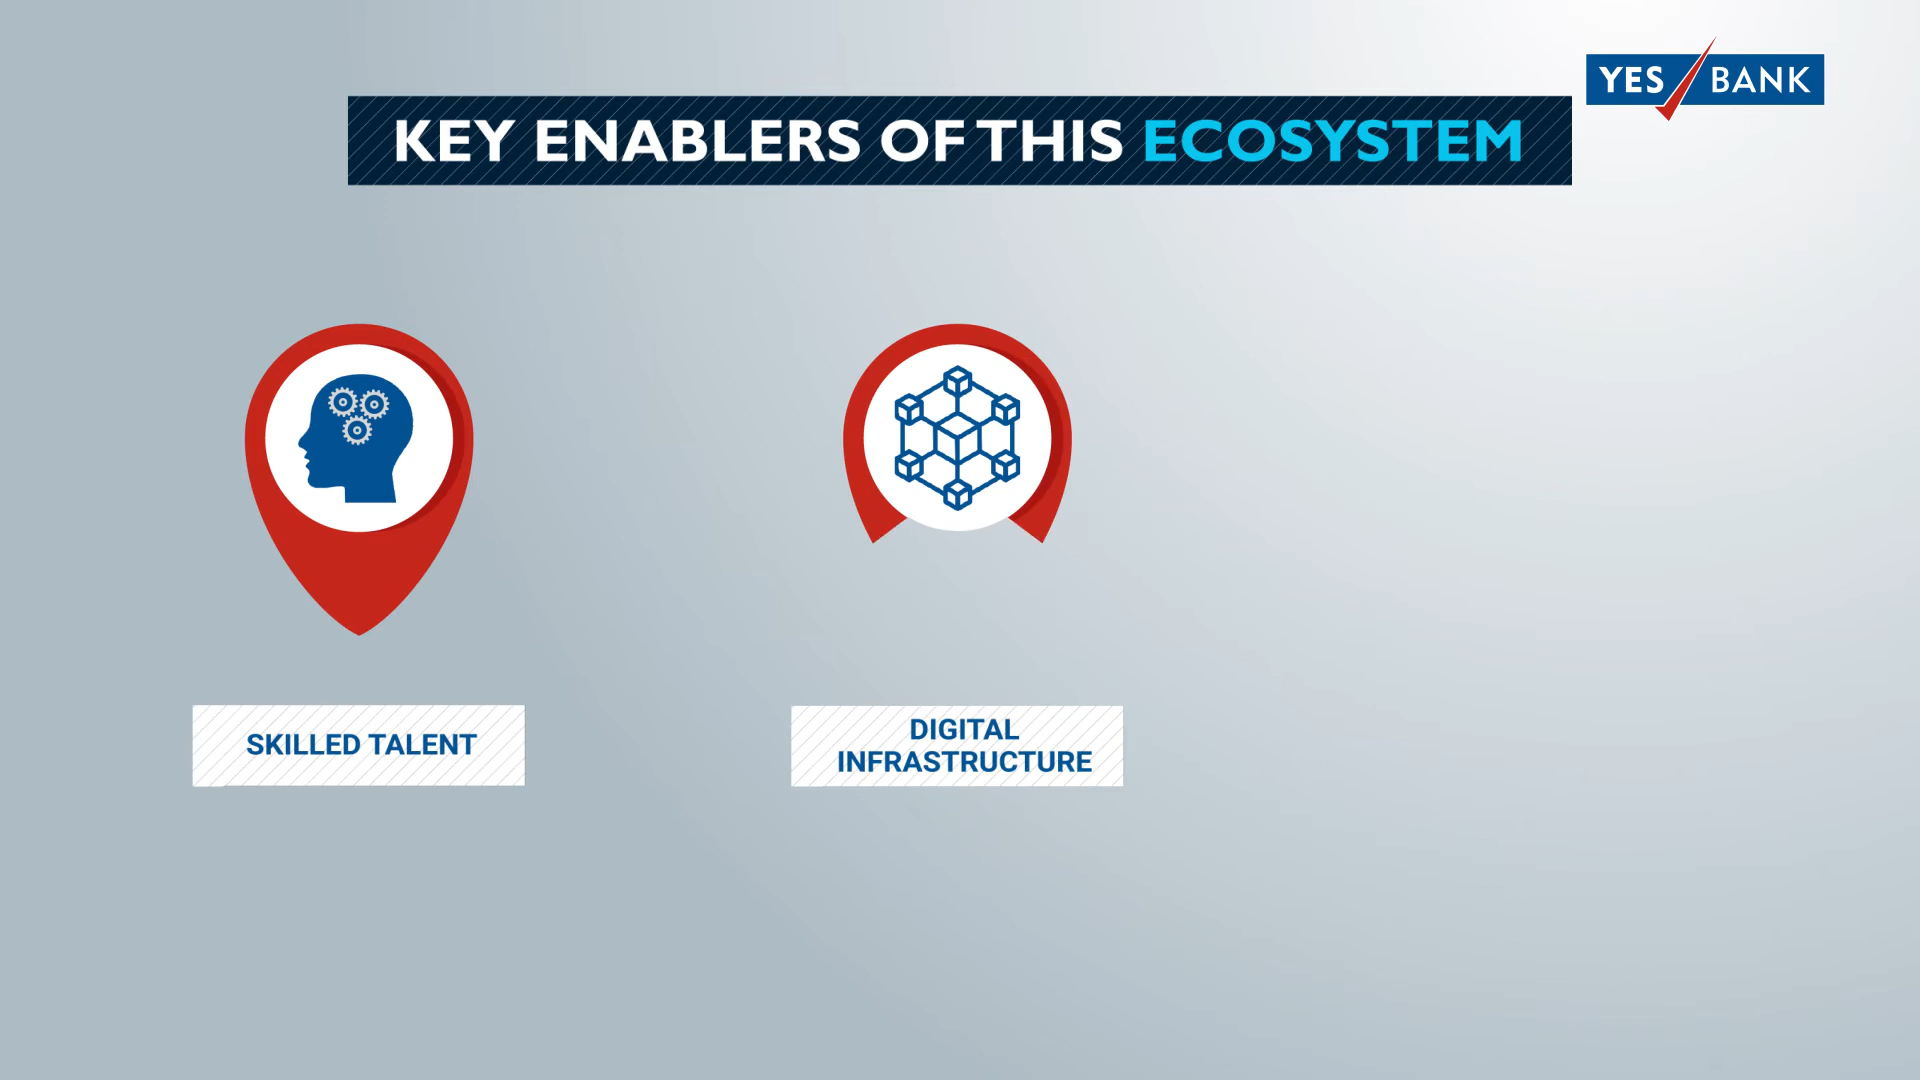 YES BANK
KEY ENABLERS OF THIS ECOSYSTEM
SKILLED TALENT
DIGITAL
INFRASTRUCTURE